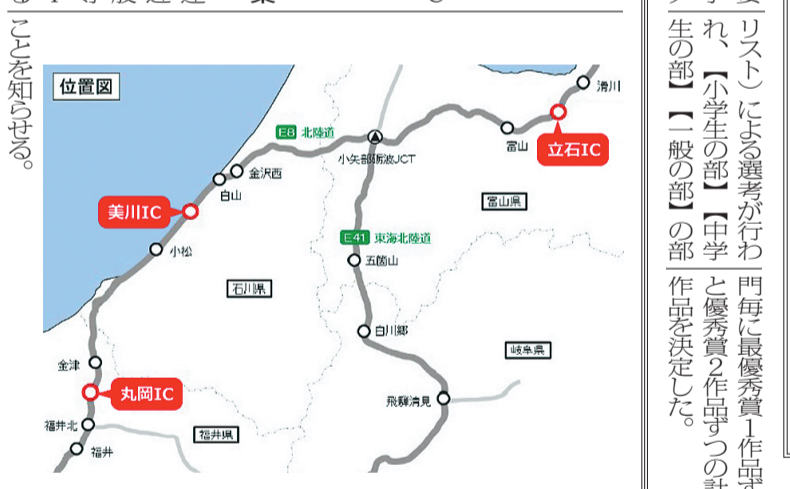 リスト）による選考が行わ
れ、【小学生の部】【中学
生の部】【一般の部】の部
門毎に最優秀賞1作品ず
と優秀賞2作品ずつの計
作品を決定した。
ことを知らせる。
位置図
滑川
立石IC
富山
E8 北陸道
小矢部砺波JCT
金沢西
白山
美川IC
富山県
E41 東海北陸道
小松
五箇山
石川県
白川郷
岐阜県
金津
丸岡IC
飛騨清見
福井北
福井県
福井